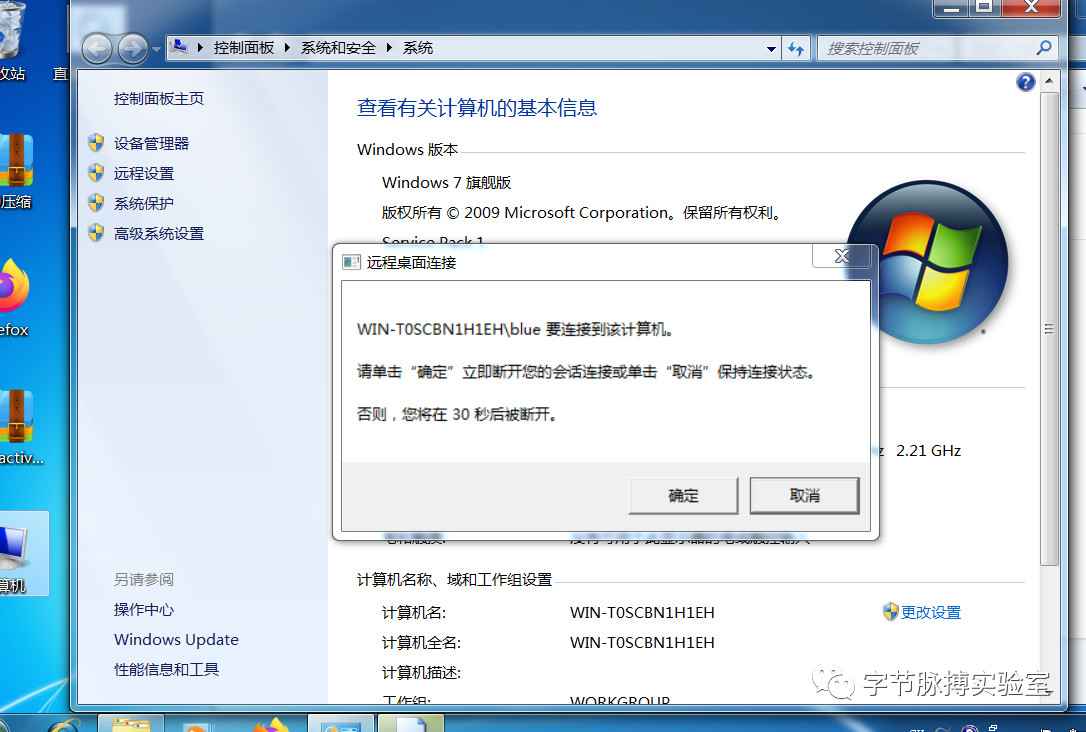 控制面板 系统和安全 系统
搜索控制面板
控制面板主页
设备管理器
远程设置
系统保护
高级系统设置
另请参阅
操作中心
Windows Update
性能信息和工具
查看有关计算机的基本信息
Windows 版本
Windows 7 旗舰版
版权所有 © 2009 Microsoft Corporation。保留所有权利。
Service Pack 1
远程桌面连接
WIN-T0SCBN1H1EH\blue 要连接到该计算机。
请单击“确定”立即断开您的会话连接或单击“取消”保持连接状态。
否则，您将在 30 秒后被断开。
确定
取消
2.21 GHz
计算机名称、域和工作组设置
计算机名: WIN-T0SCBN1H1EH
更改设置
计算机全名: WIN-T0SCBN1H1EH
计算机描述:
工作组: WORKGROUP
收站
直
压缩
efox
activ...
算机
字节脉搏实验室